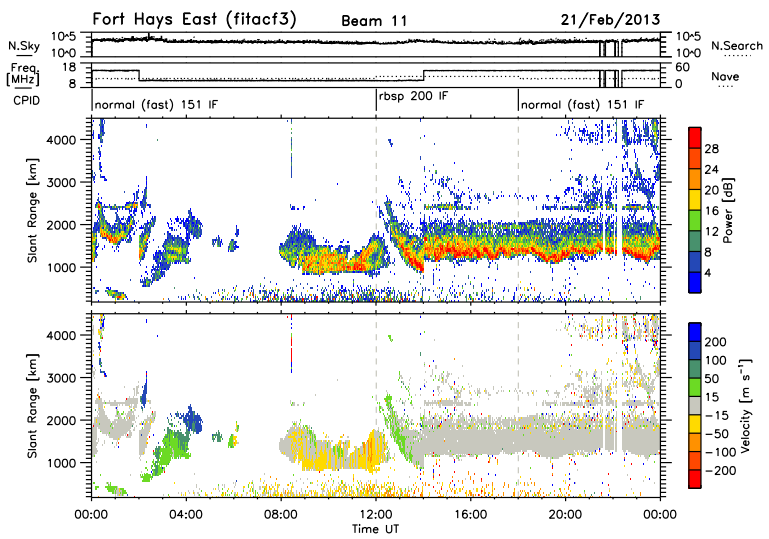 Fort Hays East (fitacf3) Beam 11 21/Feb/2013
N.Sky 10^5 10^0 10^5 10^0 N.Search
Freq. [MHz] 18 8 60 0 Nave
CPID normal (fast) 151 IF rbsp 200 IF normal (fast) 151 IF
Slant Range [km] 4000 3000 2000 1000
Power [dB] 28 24 20 16 12 8 4
Slant Range [km] 4000 3000 2000 1000
Velocity [m s⁻¹] 200 100 50 15 −15 −50 −100 −200
00:00 04:00 08:00 12:00 16:00 20:00 00:00
Time UT